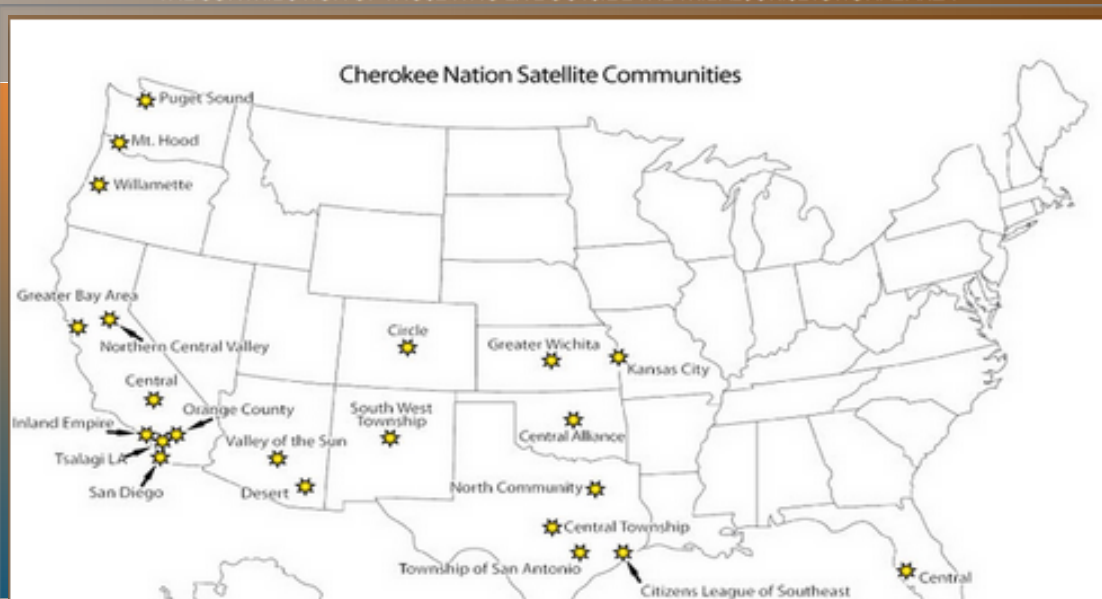 Cherokee Nation Satellite Communities
Puget Sound
Mt. Hood
Willamette
Greater Bay Area
Northern Central Valley
Circle
Greater Wichita
Kansas City
Central
Orange County
South West
Township
Inland Empire
Valley of the Sun
Central Alliance
Tsalagi LA
San Diego
Desert
North Community
Central Township
Township of San Antonio
Central
Citizens League of Southeast